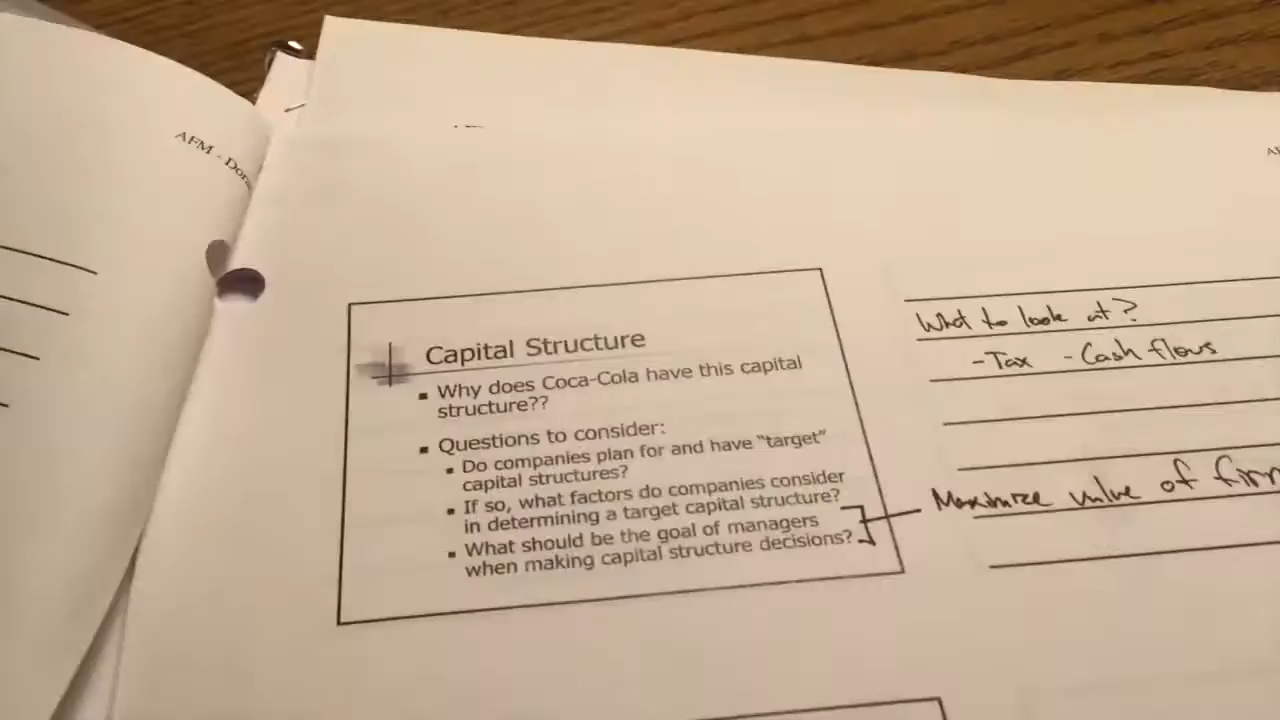 AFM - Don
Capital Structure
Why does Coca-Cola have this capital
structure??
Questions to consider:
Do companies plan for and have "target"
capital structures?
If so, what factors do companies consider
in determining a target capital structure?
What should be the goal of managers
when making capital structure decisions?
What to look at?
- Tax - Cash flows
Maximize value of firm